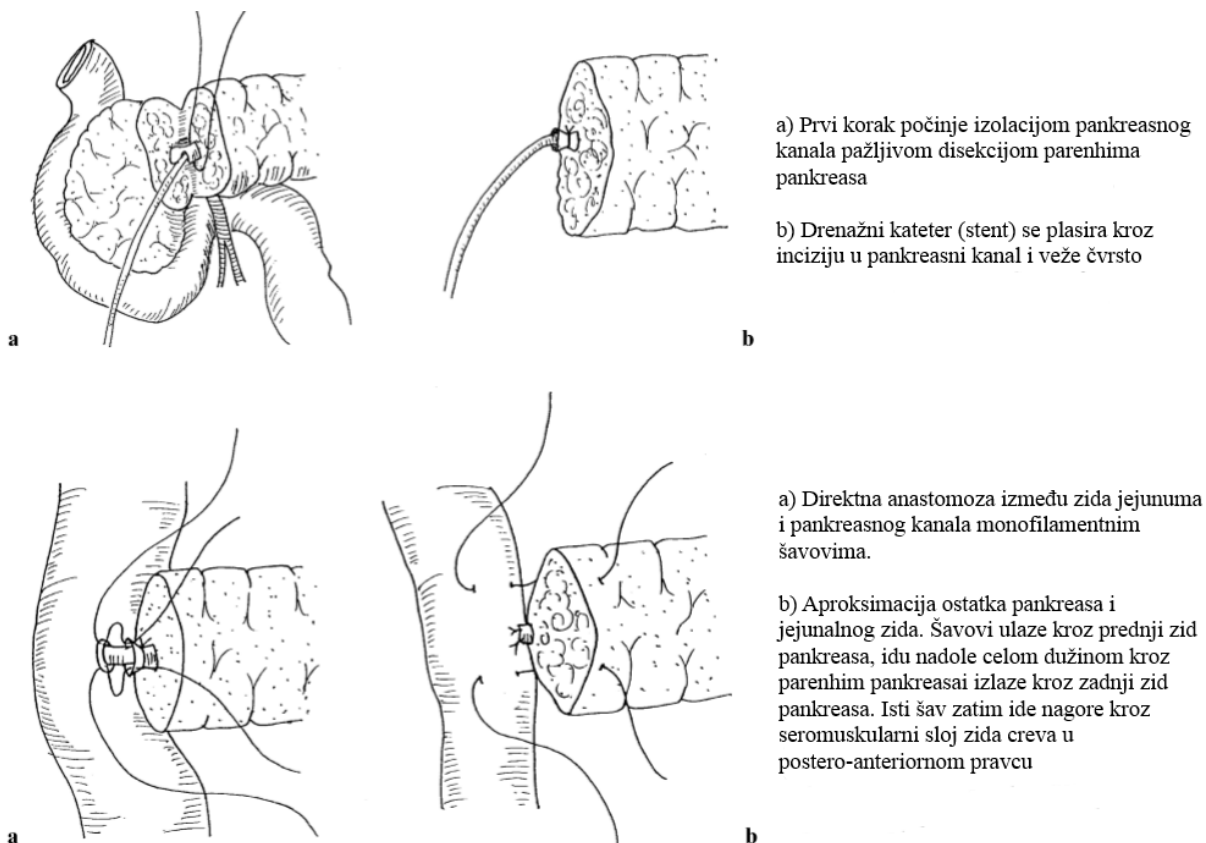 a) Prvi korak počinje izolacijom pankreasnog
kanala pažljivom disekcijom parenhima
pankreasa
b) Drenažni kateter (stent) se plasira kroz
inciziju u pankreasni kanal i veže čvrsto
a
b
a) Direktna anastomoza između zida jejunuma
i pankreasnog kanala monofilamentnim
šavovima.
b) Aproksimacija ostatka pankreasa i
jejunalnog zida. Šavovi ulaze kroz prednji zid
pankreasa, idu nadole celom dužinom kroz
parenhim pankreasai izlaze kroz zadnji zid
pankreasa. Isti šav zatim ide nagore kroz
seromuskularni sloj zida creva u
postero-anteriornom pravcu
a
b